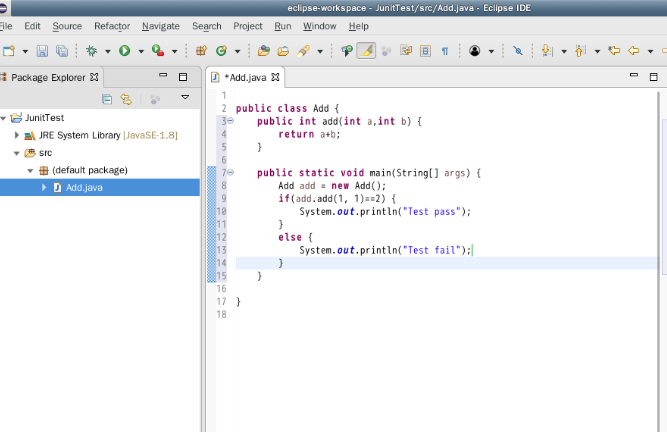 eclipse-workspace - JunitTest/src/Add.java - Eclipse IDE
File Edit Source Refactor Navigate Search Project Run Window Help
Package Explorer
*Add.java
JunitTest
JRE System Library [JavaSE-1.8]
src
(default package)
Add.java
1
2 public class Add {
3 public int add(int a,int b) {
4 return a+b;
5 }
6
7 public static void main(String[] args) {
8 Add add = new Add();
9 if(add.add(1, 1)==2) {
10 System.out.println("Test pass");
11 }
12 else {
13 System.out.println("Test fail");
14 }
15 }
16
17 }
18